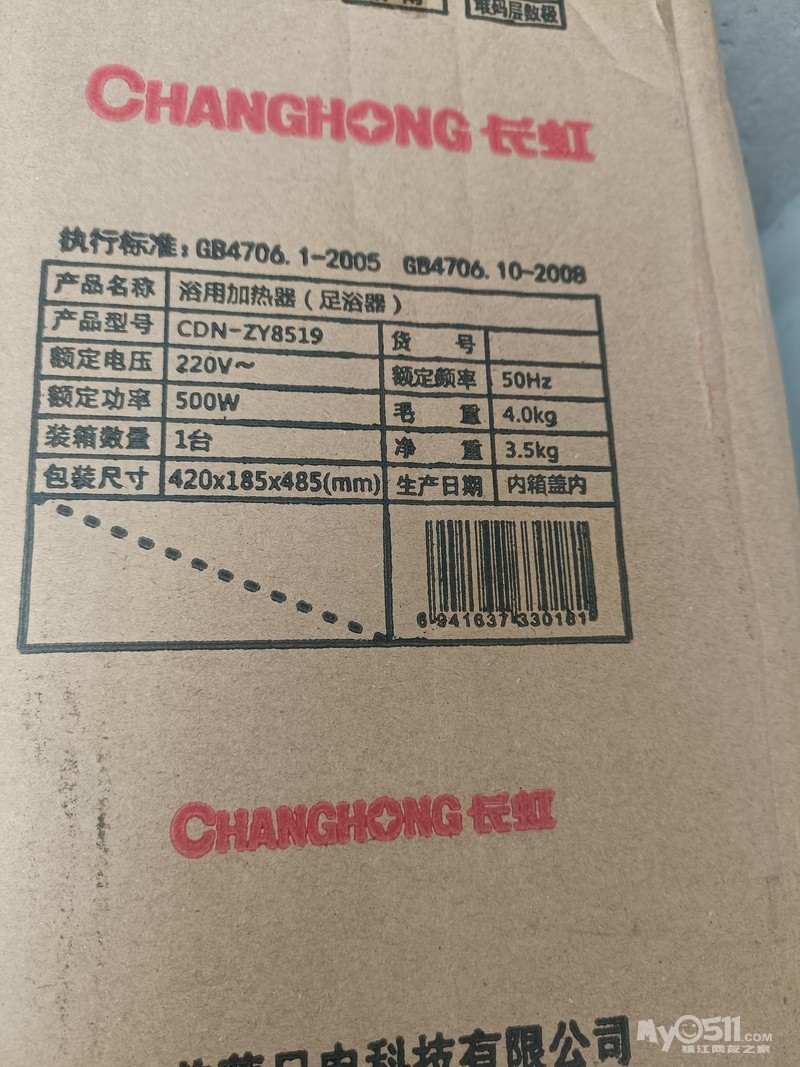 堆码层数极
CHANGHONG 长虹
执行标准：GB4706.1-2005 GB4706.10-2008
产品名称 浴用加热器（足浴器）
产品型号 CDN-ZY8519 货 号
额定电压 220V～ 额定频率 50Hz
额定功率 500W 毛 重 4.0kg
装箱数量 1台 净 重 3.5kg
包装尺寸 420x185x485(mm) 生产日期 内箱盖内
6 941637 330181
CHANGHONG 长虹
电科技有限公司
My0511.COM
镇江网友之家